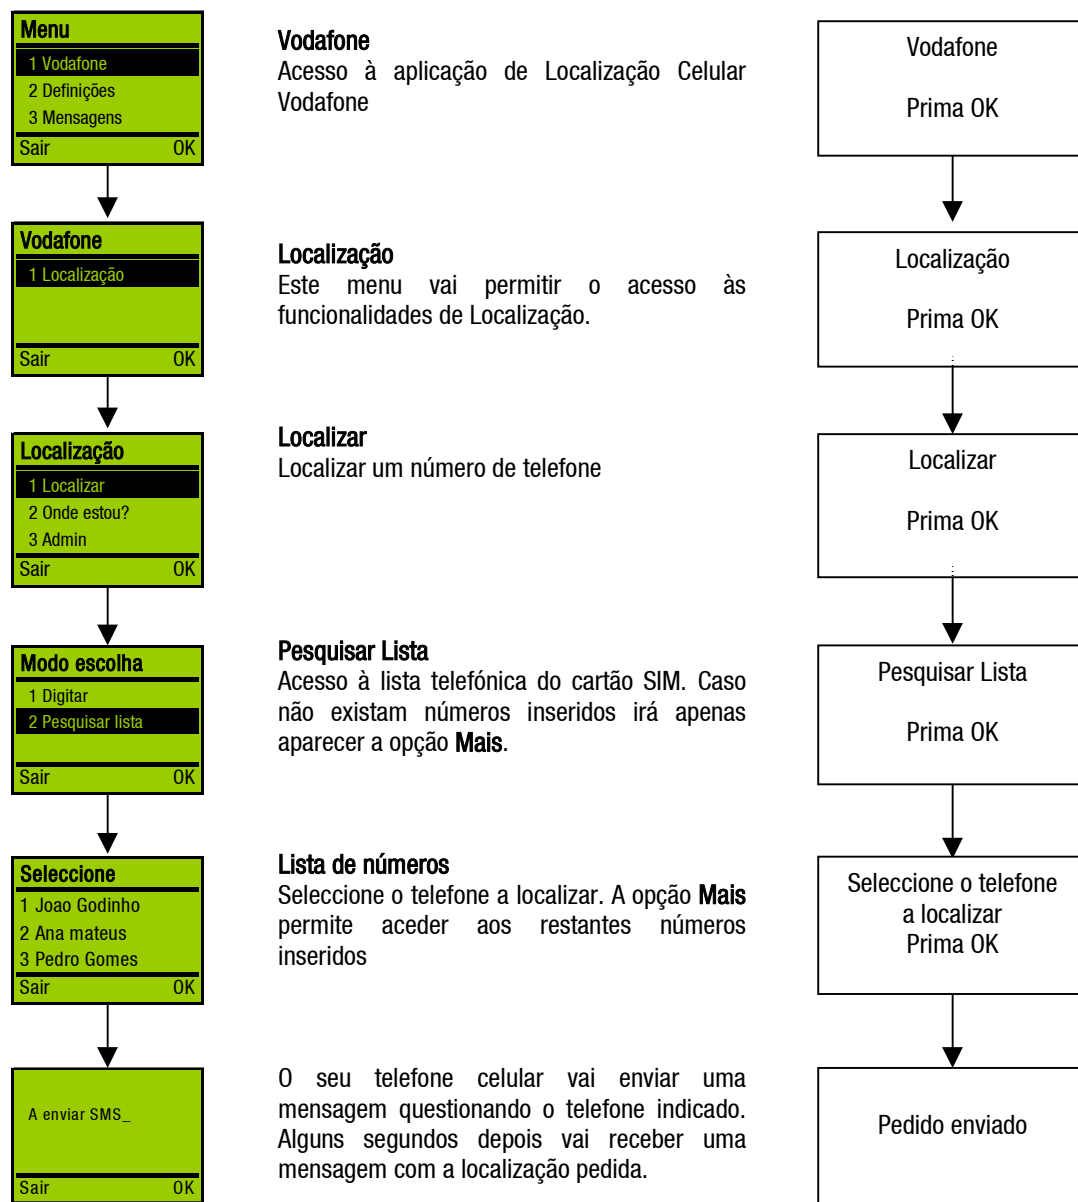 Menu
1 Vodafone
2 Definições
3 Mensagens
Sair OK
Vodafone
Acesso à aplicação de Localização Celular
Vodafone
Vodafone
Prima OK
Vodafone
1 Localização
Sair OK
Localização
Este menu vai permitir o acesso às
funcionalidades de Localização.
Localização
Prima OK
Localização
1 Localizar
2 Onde estou?
3 Admin
Sair OK
Localizar
Localizar um número de telefone
Localizar
Prima OK
Modo escolha
1 Digitar
2 Pesquisar lista
Sair OK
Pesquisar Lista
Acesso à lista telefónica do cartão SIM. Caso
não existam números inseridos irá apenas
aparecer a opção Mais.
Pesquisar Lista
Prima OK
Seleccione
1 Joao Godinho
2 Ana mateus
3 Pedro Gomes
Sair OK
Lista de números
Seleccione o telefone a localizar. A opção Mais
permite aceder aos restantes números
inseridos
Seleccione o telefone
a localizar
Prima OK
A enviar SMS_
Sair OK
O seu telefone celular vai enviar uma
mensagem questionando o telefone indicado.
Alguns segundos depois vai receber uma
mensagem com a localização pedida.
Pedido enviado